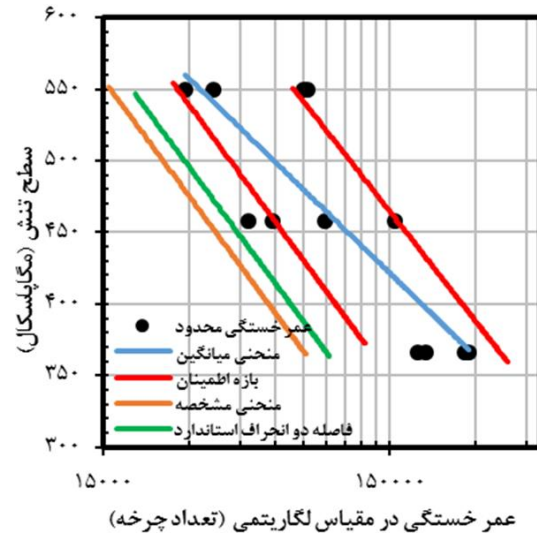 ۶۰۰
۵۵۰
۵۰۰
۴۵۰
۴۰۰
۳۵۰
۳۰۰
سطح تنش (مگاپاسکال)
عمر خستگی محدود
منحنی میانگین
بازه اطمینان
منحنی مشخصه
فاصله دو انحراف استاندارد
۱۵۰۰۰
۱۵۰۰۰۰
عمر خستگی در مقیاس لگاریتمی (تعداد چرخه)